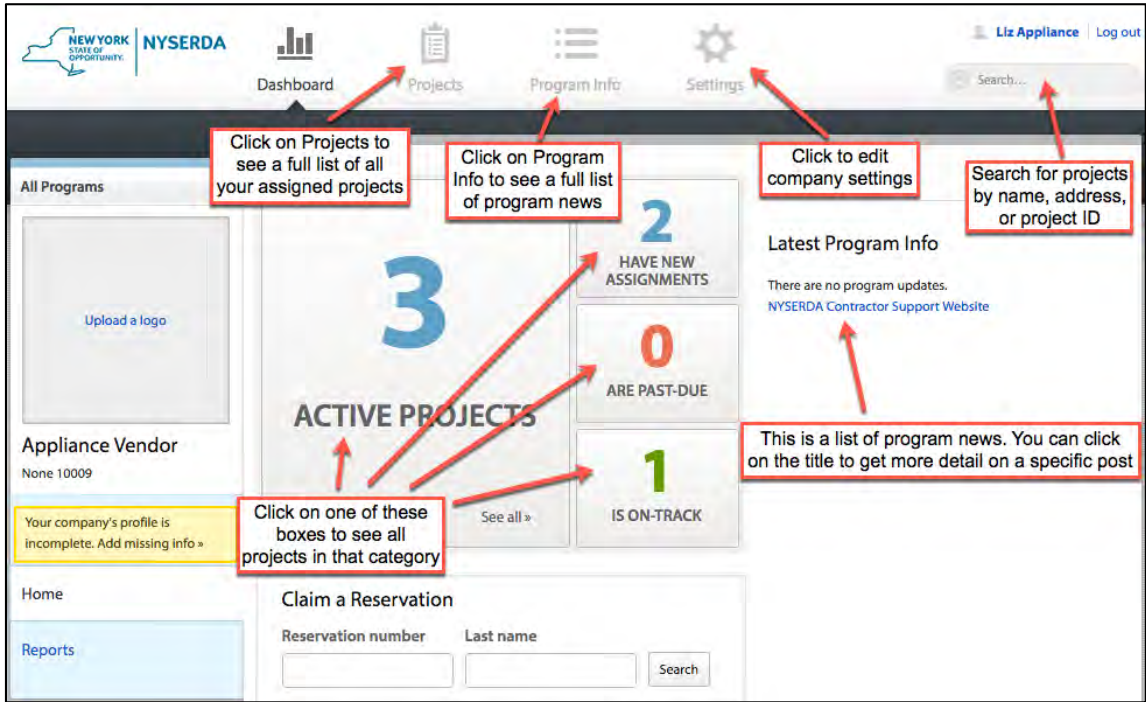 NEW YORK
STATE OF
OPPORTUNITY.
NYSERDA
Dashboard
Projects
Program Info
Settings
Liz Appliance
Log out
Search...
Click on Projects to
see a full list of all
your assigned projects
Click on Program
Info to see a full list
of program news
Click to edit
company settings
Search for projects
by name, address,
or project ID
All Programs
Upload a logo
Appliance Vendor
None 10009
Your company's profile is
incomplete. Add missing info »
Home
Reports
3
ACTIVE PROJECTS
See all »
2
HAVE NEW
ASSIGNMENTS
0
ARE PAST-DUE
1
IS ON-TRACK
Click on one of these
boxes to see all
projects in that category
Latest Program Info
There are no program updates.
NYSERDA Contractor Support Website
This is a list of program news. You can click
on the title to get more detail on a specific post
Claim a Reservation
Reservation number
Last name
Search